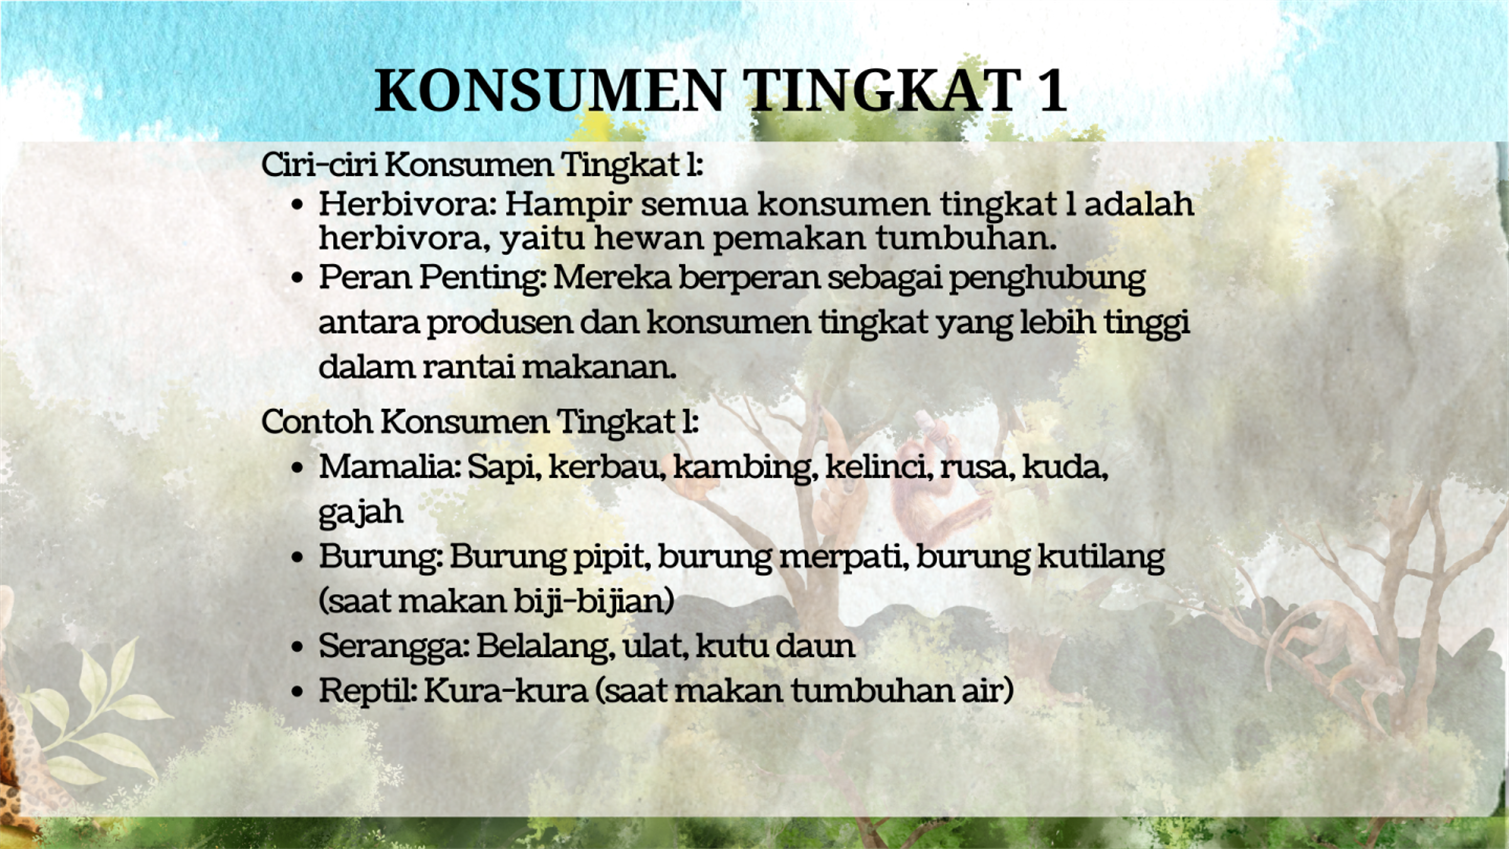 KONSUMEN TINGKAT 1
Ciri-ciri Konsumen Tingkat 1:
• Herbivora: Hampir semua konsumen tingkat 1 adalah
herbivora, yaitu hewan pemakan tumbuhan.
• Peran Penting: Mereka berperan sebagai penghubung
antara produsen dan konsumen tingkat yang lebih tinggi
dalam rantai makanan.
Contoh Konsumen Tingkat 1:
• Mamalia: Sapi, kerbau, kambing, kelinci, rusa, kuda,
gajah
• Burung: Burung pipit, burung merpati, burung kutilang
(saat makan biji-bijian)
• Serangga: Belalang, ulat, kutu daun
• Reptil: Kura-kura (saat makan tumbuhan air)